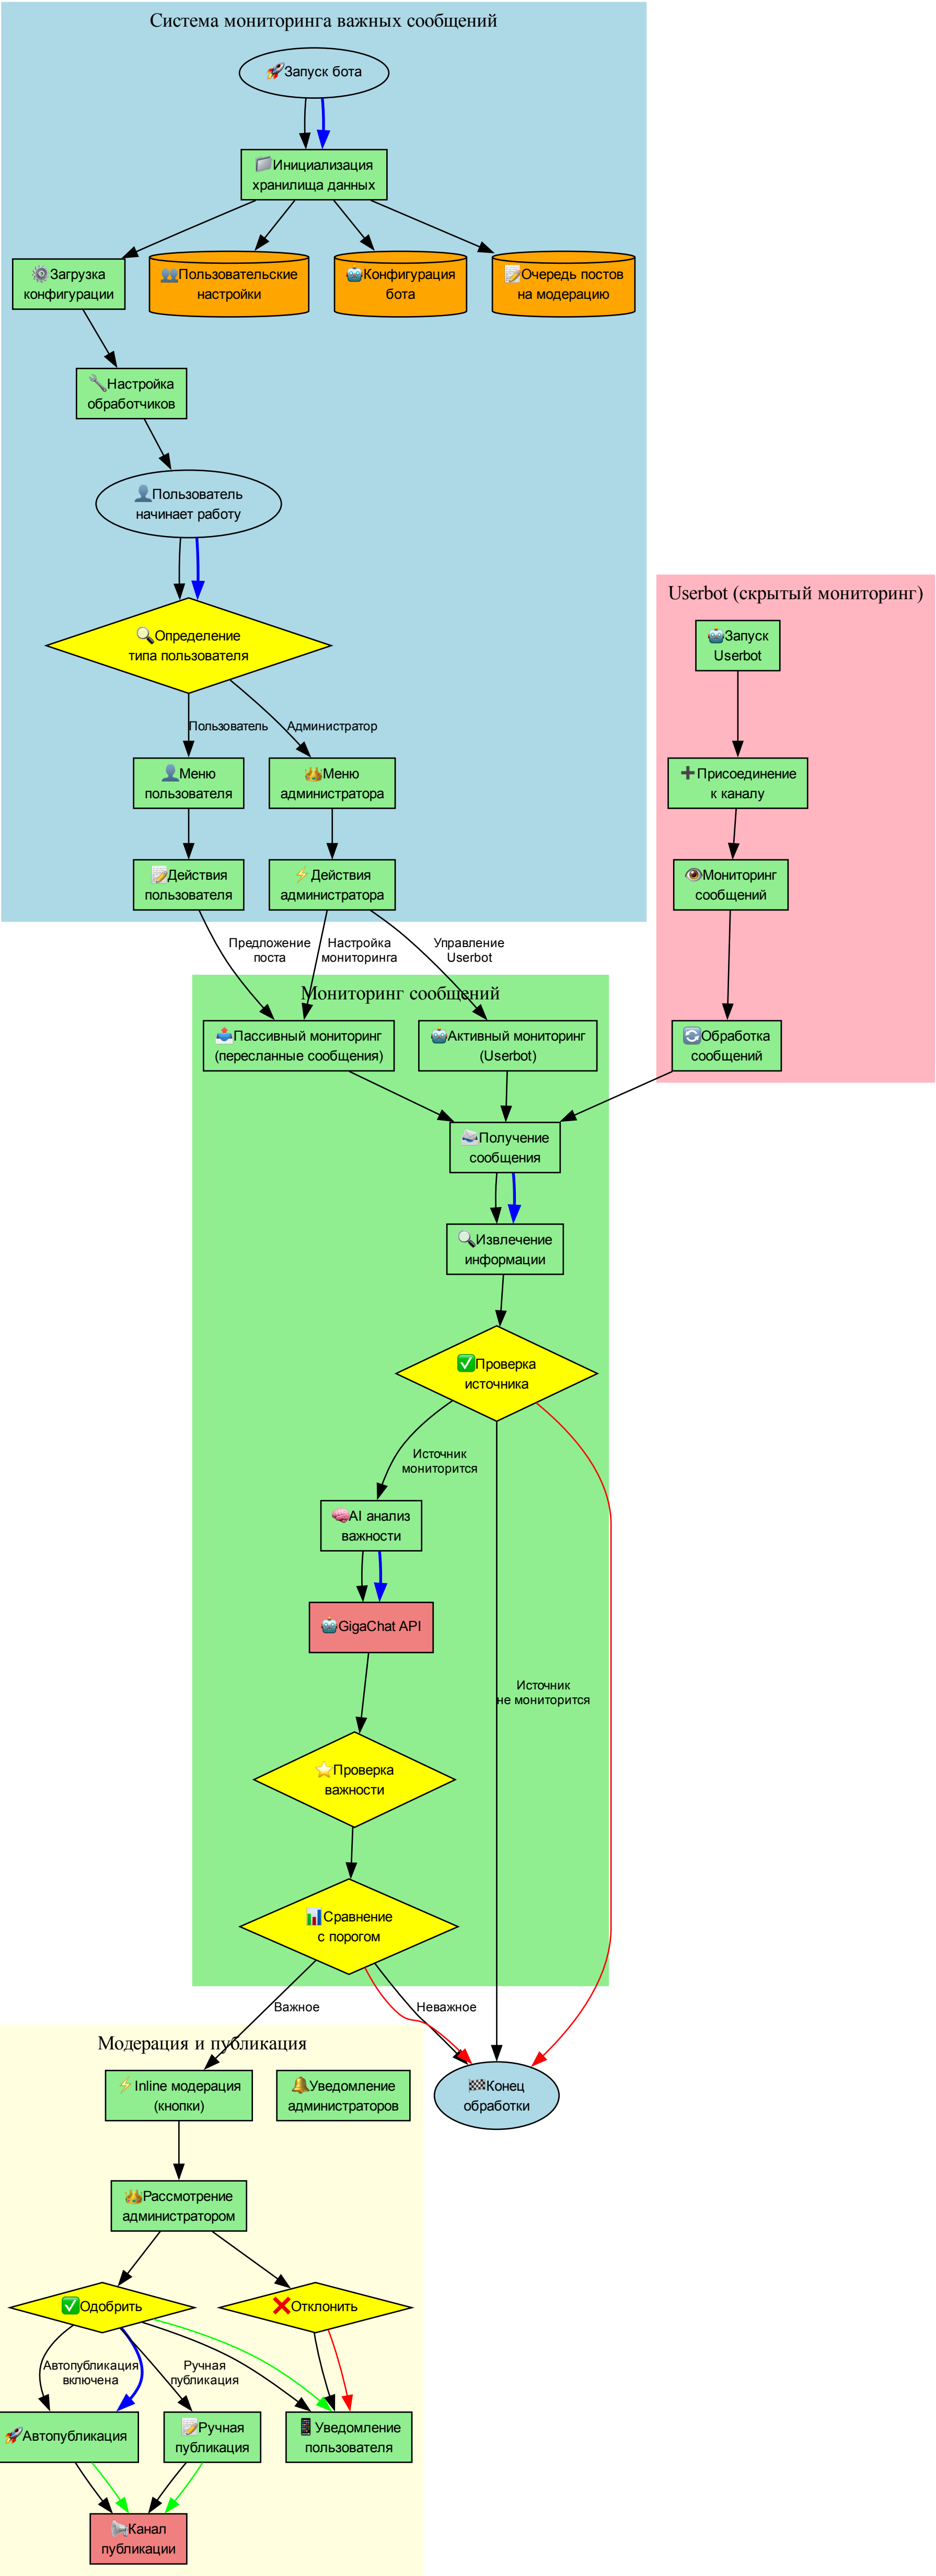 Система мониторинга важных сообщений
🚀Запуск бота
📁Инициализация
хранилища данных
⚙️Загрузка
конфигурации
👥Пользовательские
настройки
🤖Конфигурация
бота
📝Очередь постов
на модерацию
🔧Настройка
обработчиков
👤Пользователь
начинает работу
🔍Определение
типа пользователя
Пользователь
Администратор
👤Меню
пользователя
👑Меню
администратора
📝Действия
пользователя
⚡Действия
администратора
Userbot (скрытый мониторинг)
🤖Запуск
Userbot
➕Присоединение
к каналу
👁️Мониторинг
сообщений
🔄Обработка
сообщений
Предложение
поста
Настройка
мониторинга
Управление
Userbot
Мониторинг сообщений
📤Пассивный мониторинг
(пересланные сообщения)
🤖Активный мониторинг
(Userbot)
📨Получение
сообщения
🔍Извлечение
информации
✅Проверка
источника
Источник
мониторится
🧠AI анализ
важности
🤖GigaChat API
Источник
не мониторится
⭐Проверка
важности
📊Сравнение
с порогом
Важное
Неважное
Модерация и публикация
⚡Inline модерация
(кнопки)
🔔Уведомление
администраторов
🏁Конец
обработки
👑Рассмотрение
администратором
✅Одобрить
❌Отклонить
Автопубликация
включена
Ручная
публикация
🚀Автопубликация
📝Ручная
публикация
📱Уведомление
пользователя
📢Канал
публикации